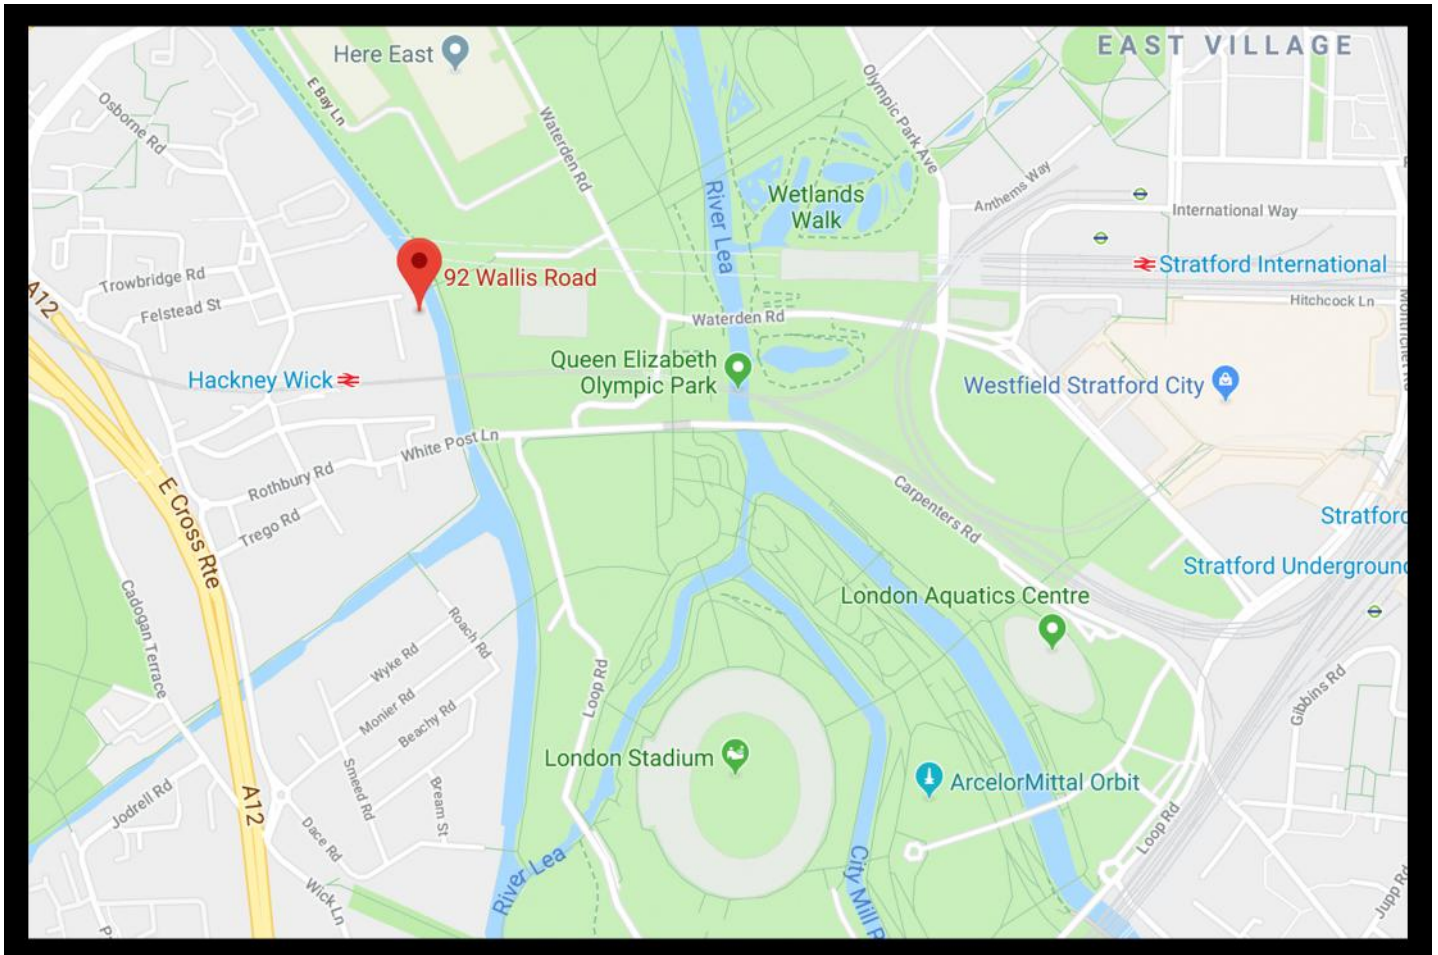 Here East
EAST VILLAGE
E Bay Ln
Osborne Rd
Waterden Rd
Olympic Park Ave
River Lea
Wetlands
Walk
Anthems Way
International Way
92 Wallis Road
Trowbridge Rd
Felstead St
A12
Stratford International
Hitchcock Ln
Waterden Rd
Queen Elizabeth
Olympic Park
Hackney Wick
Westfield Stratford City
White Post Ln
Rothbury Rd
Trego Rd
E Cross Rte
Carpenters Rd
Stratford
Stratford Underground
London Aquatics Centre
Cadogan Terrace
Roach Rd
Wyke Rd
Monier Rd
Beachy Rd
Loop Rd
Gibbins Rd
London Stadium
ArcelorMittal Orbit
Smeed Rd
Bream St
Jodrell Rd
A12
Dace Rd
Wick Ln
River Lea
City Mill R
Loop Rd
Jupp Rd